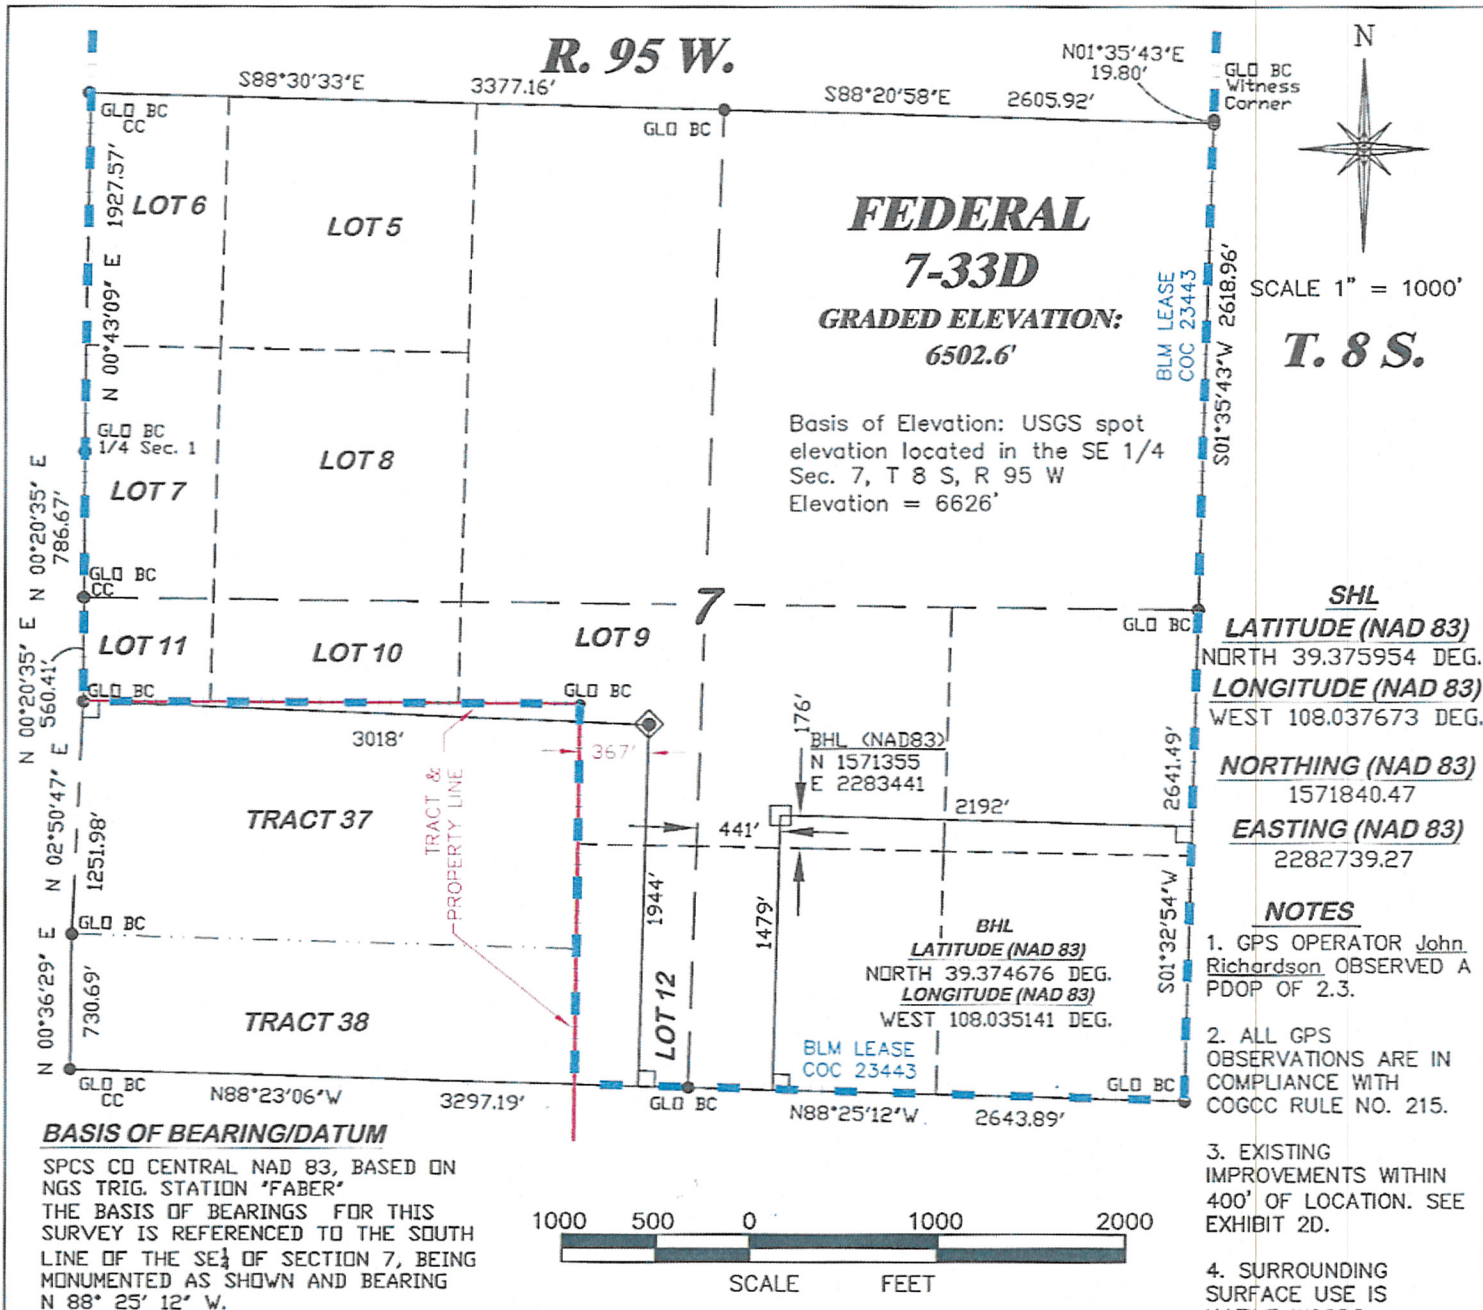 R. 95 W.
S88°30'33"E
3377.16'
S88°20'58"E
2605.92'
N01°35'43"E
19.80'
GLO BC
Witness
Corner
N
GLO BC
CC
GLO BC
1927.57'
N 00°43'09" E
LOT 6
LOT 5
FEDERAL
7-33D
GRADED ELEVATION:
6502.6'
BLM LEASE
COC 23443
S01°35'43"W 2618.96'
SCALE 1" = 1000'
T. 8 S.
Basis of Elevation: USGS spot
elevation located in the SE 1/4
Sec. 7, T 8 S, R 95 W
Elevation = 6626'
GLO BC
1/4 Sec. 1
LOT 7
LOT 8
N 00°20'35" E
786.67'
GLO BC
CC
7
GLO BC
LOT 11
LOT 10
LOT 9
N 00°20'35" E
560.41'
GLO BC
GLO BC
SHL
LATITUDE (NAD 83)
NORTH 39.375954 DEG.
LONGITUDE (NAD 83)
WEST 108.037673 DEG.
NORTHING (NAD 83)
1571840.47
EASTING (NAD 83)
2282739.27
3018'
367'
176'
BHL (NAD83)
N 1571355
E 2283441
2641.49'
2192'
441'
TRACT &
PROPERTY LINE
TRACT 37
N 02°50'47" E
1251.98'
1944'
1479'
S01°32'54"W
GLO BC
BHL
LATITUDE (NAD 83)
NORTH 39.374676 DEG.
LONGITUDE (NAD 83)
WEST 108.035141 DEG.
NOTES
1. GPS OPERATOR John
Richardson OBSERVED A
PDOP OF 2.3.
2. ALL GPS
OBSERVATIONS ARE IN
COMPLIANCE WITH
COGCC RULE NO. 215.
3. EXISTING
IMPROVEMENTS WITHIN
400' OF LOCATION. SEE
EXHIBIT 2D.
4. SURROUNDING
SURFACE USE IS
N 00°36'29" E
730.69'
TRACT 38
LOT 12
BLM LEASE
COC 23443
GLO BC
CC
N88°23'06"W
3297.19'
GLO BC
N88°25'12"W.
2643.89'
GLO BC
BASIS OF BEARING/DATUM
SPCS CO CENTRAL NAD 83, BASED ON
NGS TRIG. STATION "FABER"
THE BASIS OF BEARINGS FOR THIS
SURVEY IS REFERENCED TO THE SOUTH
LINE OF THE SE¼ OF SECTION 7, BEING
MONUMENTED AS SHOWN AND BEARING
N 88° 25' 12" W.
1000 500 0 1000 2000
SCALE FEET